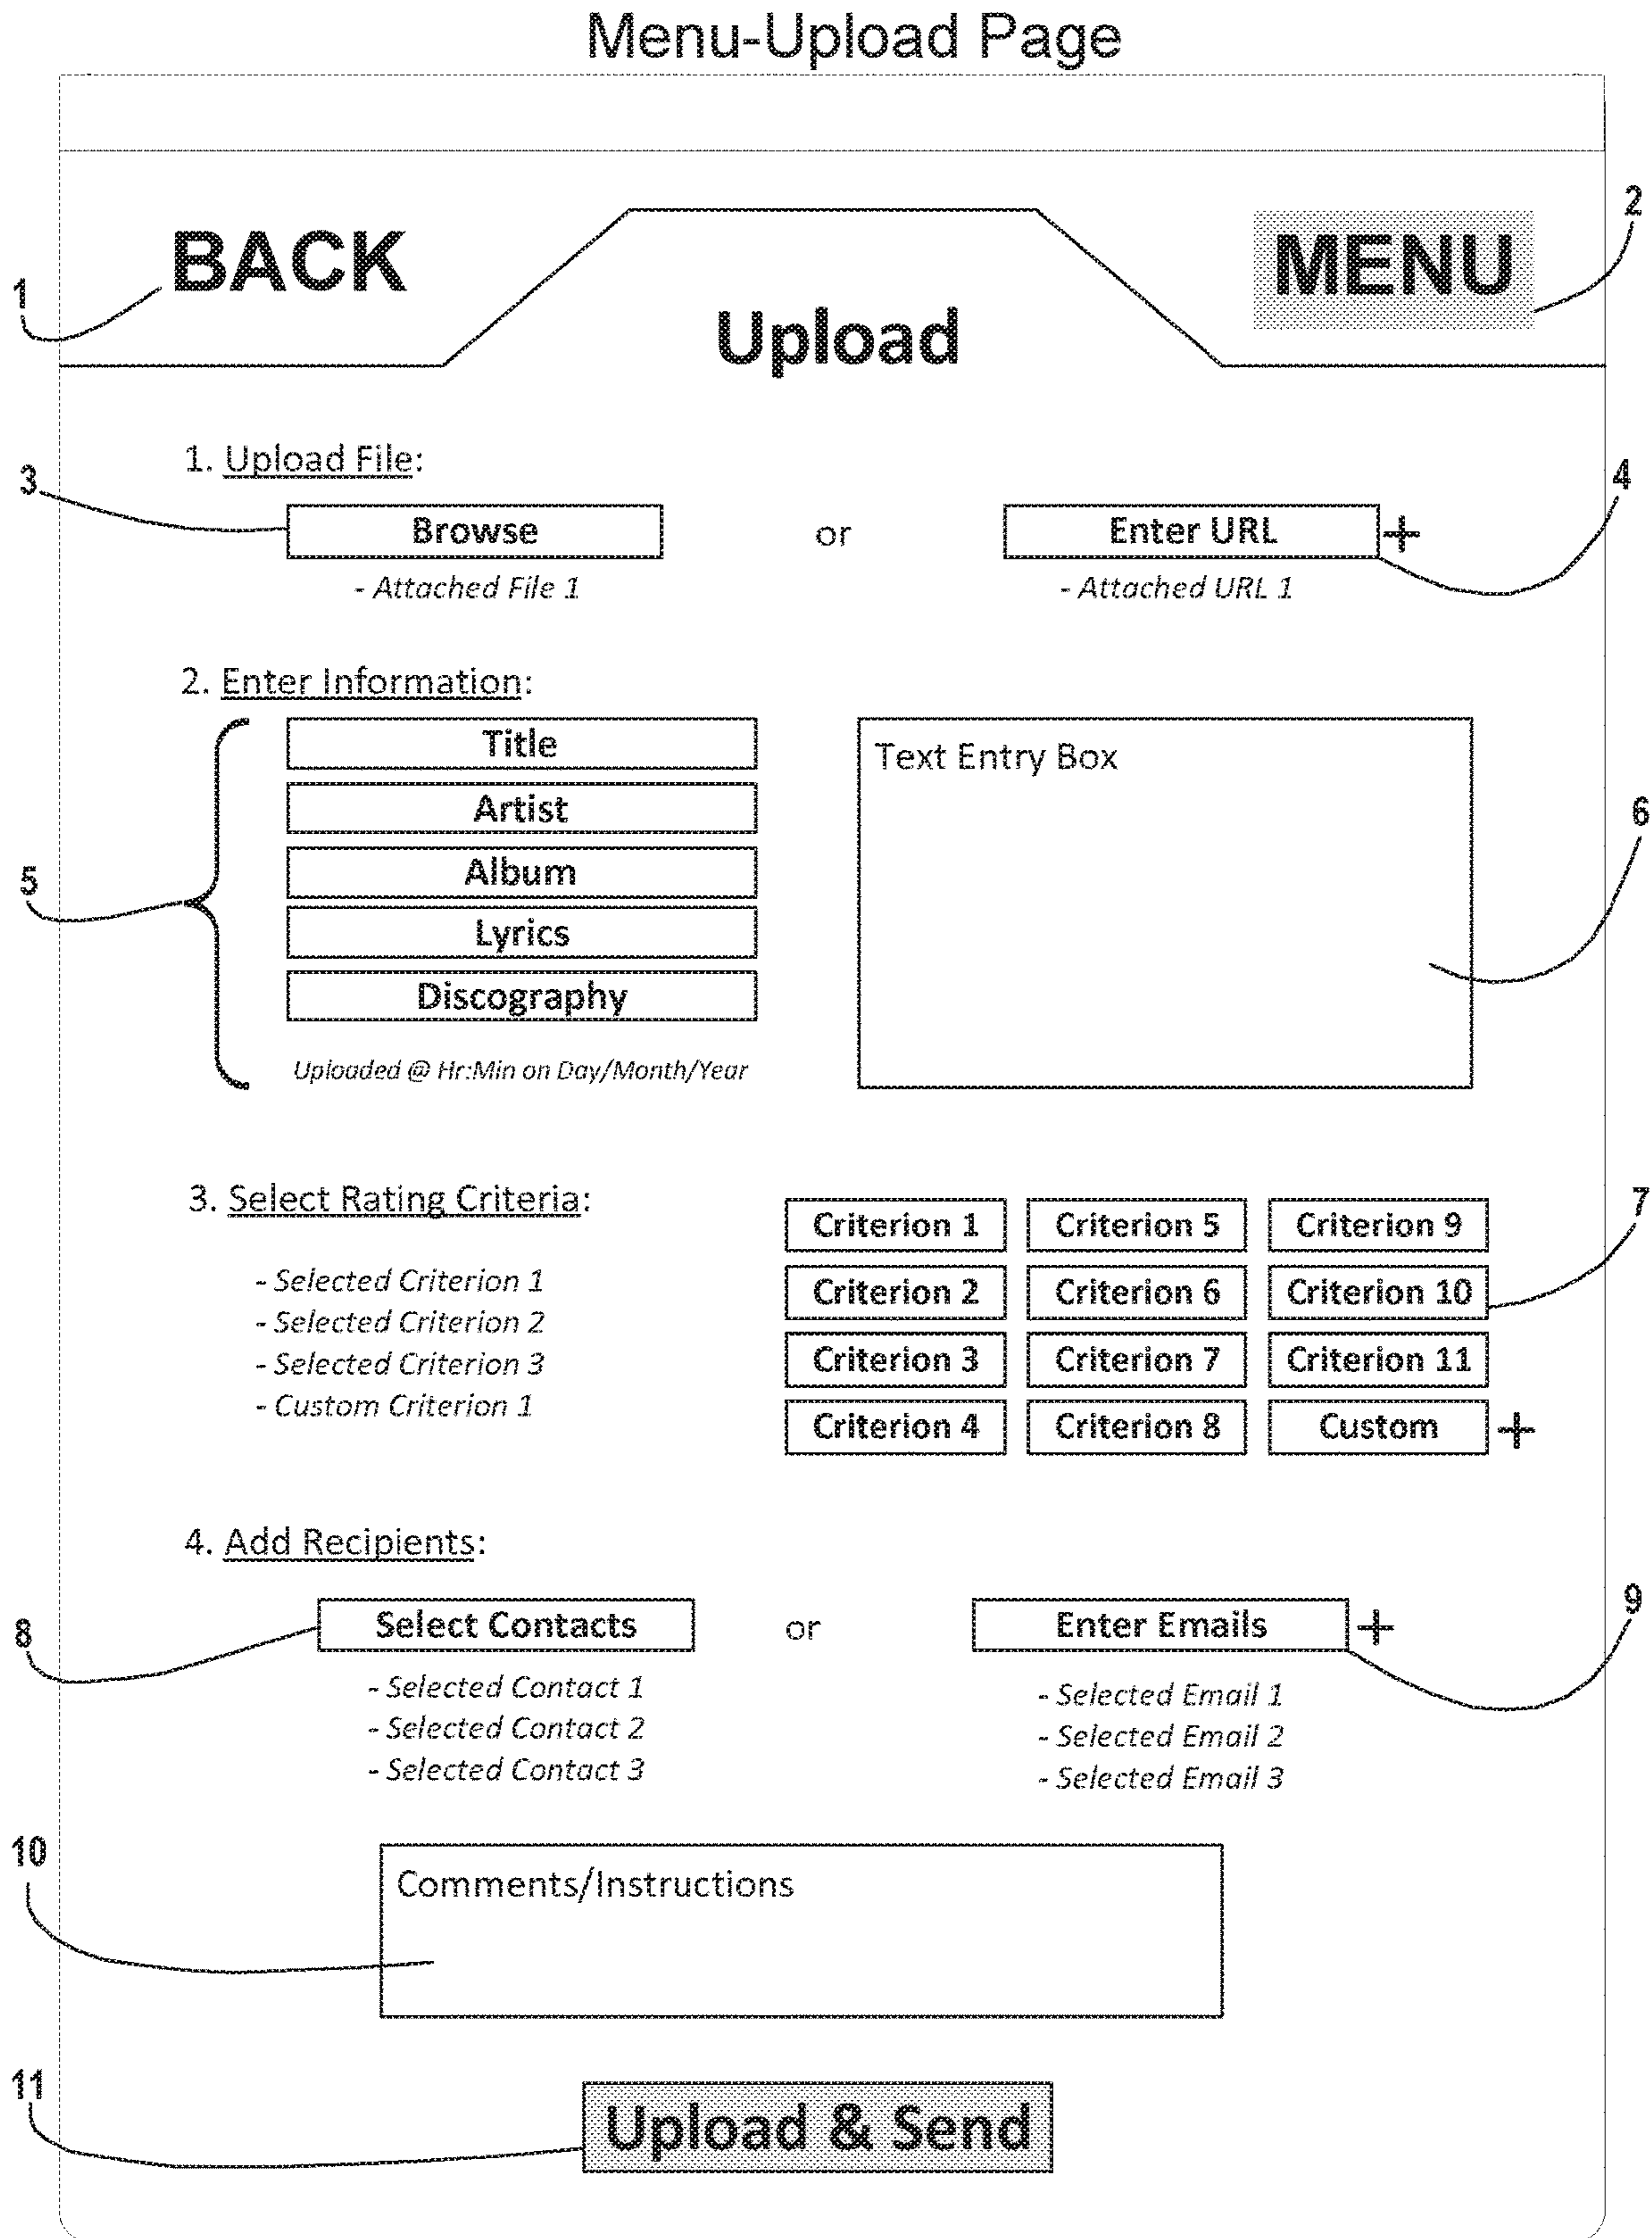 Menu-Upload Page
2
BACK
MENU
1
Upload
1. Upload File:
3
4
Browse
or
Enter URL
+
- Attached File 1
- Attached URL 1
2. Enter Information:
Title
Text Entry Box
Artist
6
Album
5
Lyrics
Discography
Uploaded @ Hr:Min on Day/Month/Year
3. Select Rating Criteria:
7
Criterion 1
Criterion 5
Criterion 9
- Selected Criterion 1
Criterion 2
Criterion 6
Criterion 10
- Selected Criterion 2
- Selected Criterion 3
Criterion 3
Criterion 7
Criterion 11
- Custom Criterion 1
Criterion 4
Criterion 8
Custom
+
4. Add Recipients:
9
8
Select Contacts
or
Enter Emails
+
- Selected Contact 1
- Selected Contact 2
- Selected Contact 3
- Selected Email 1
- Selected Email 2
- Selected Email 3
10
Comments/Instructions
11
Upload & Send